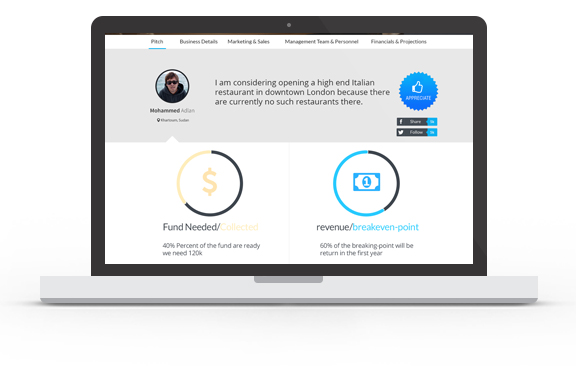 Pitch
Business Details
Marketing & Sales
Management Team & Personnel
Financials & Projections
I am considering opening a high end Italian
restaurant in downtown London because there
are currently no such restaurants there.
Mohammed Adlan
Khartoum, Sudan
APPRECIATE
Share
Follow
$
1
Fund Needed/Collected
40% Percent of the fund are ready
we need 120k
revenue/breakeven-point
60% of the breaking-point will be
return in the first year